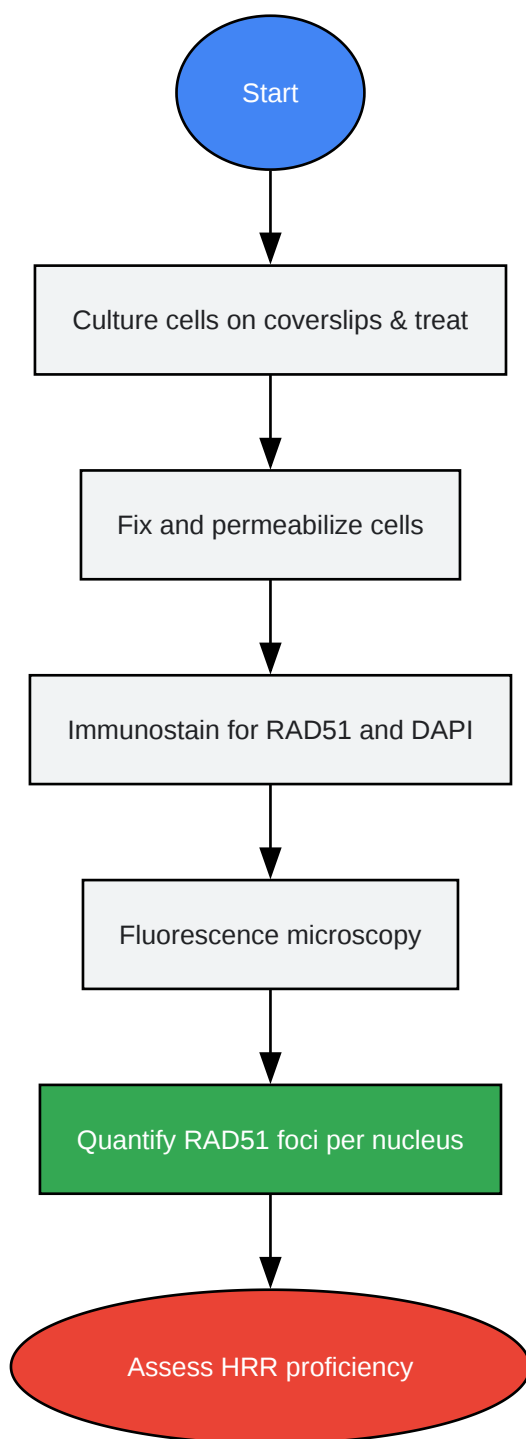 Start
Culture cells on coverslips & treat
Fix and permeabilize cells
Immunostain for RAD51 and DAPI
Fluorescence microscopy
Quantify RAD51 foci per nucleus
Assess HRR proficiency